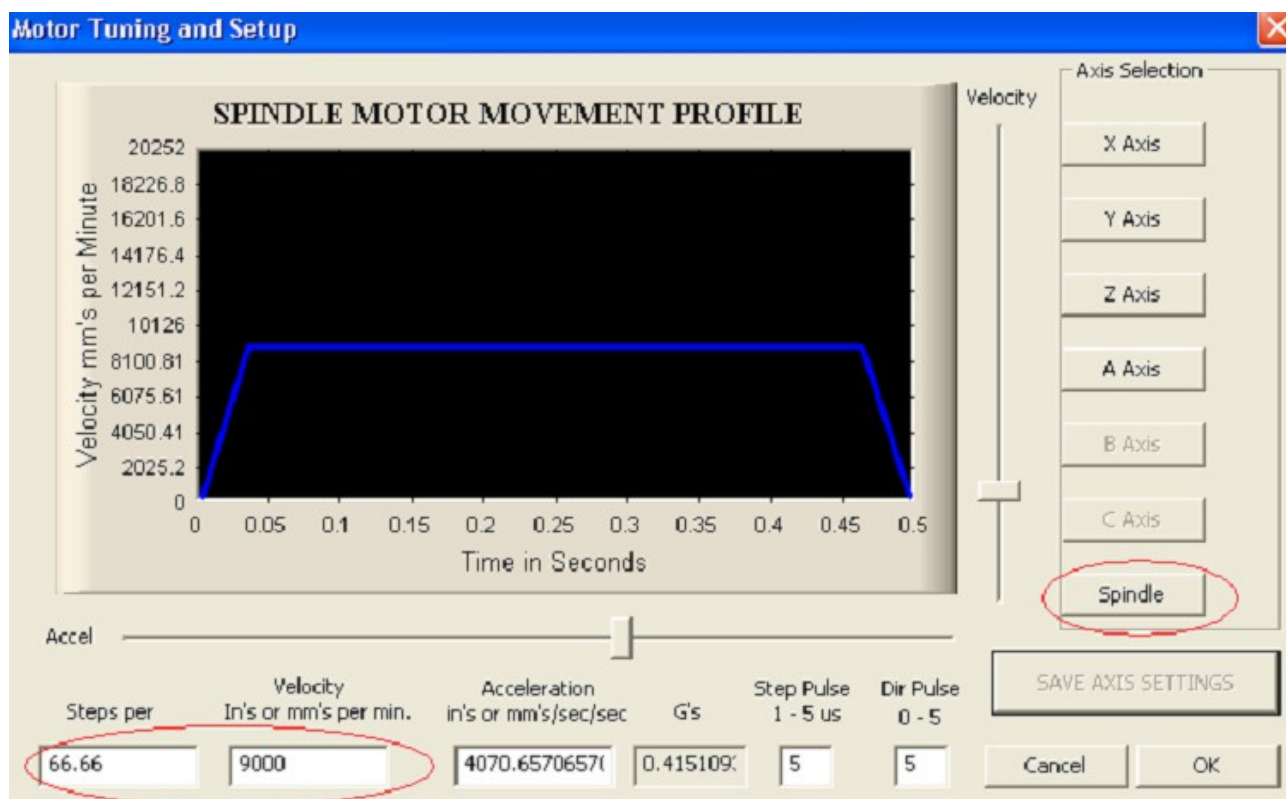 Motor Tuning and Setup
SPINDLE MOTOR MOVEMENT PROFILE
Velocity mm's per Minute
20252
18226.8
16201.6
14176.4
12151.2
10126
8100.81
6075.61
4050.41
2025.2
0
0 0.05 0.1 0.15 0.2 0.25 0.3 0.35 0.4 0.45 0.5
Time in Seconds
Velocity
Axis Selection
X Axis
Y Axis
Z Axis
A Axis
B Axis
C Axis
Spindle
Accel
Steps per
Velocity
In's or mm's per min.
Acceleration
in's or mm's/sec/sec
G's
Step Pulse
1 - 5 us
Dir Pulse
0 - 5
66.66
9000
4070.6570657(
0.415109
5
5
SAVE AXIS SETTINGS
Cancel
OK